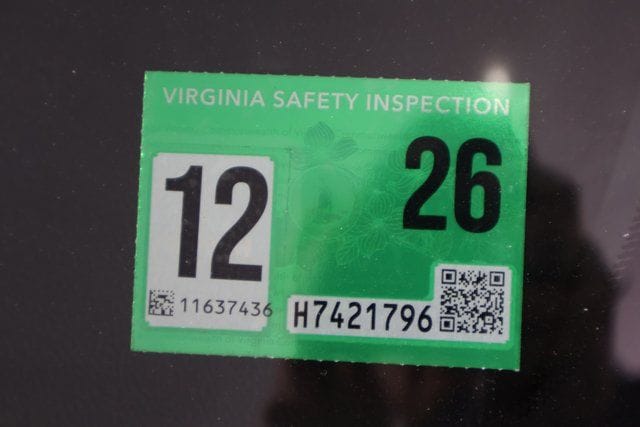 VIRGINIA SAFETY INSPECTION
12
26
11637436
H7421796